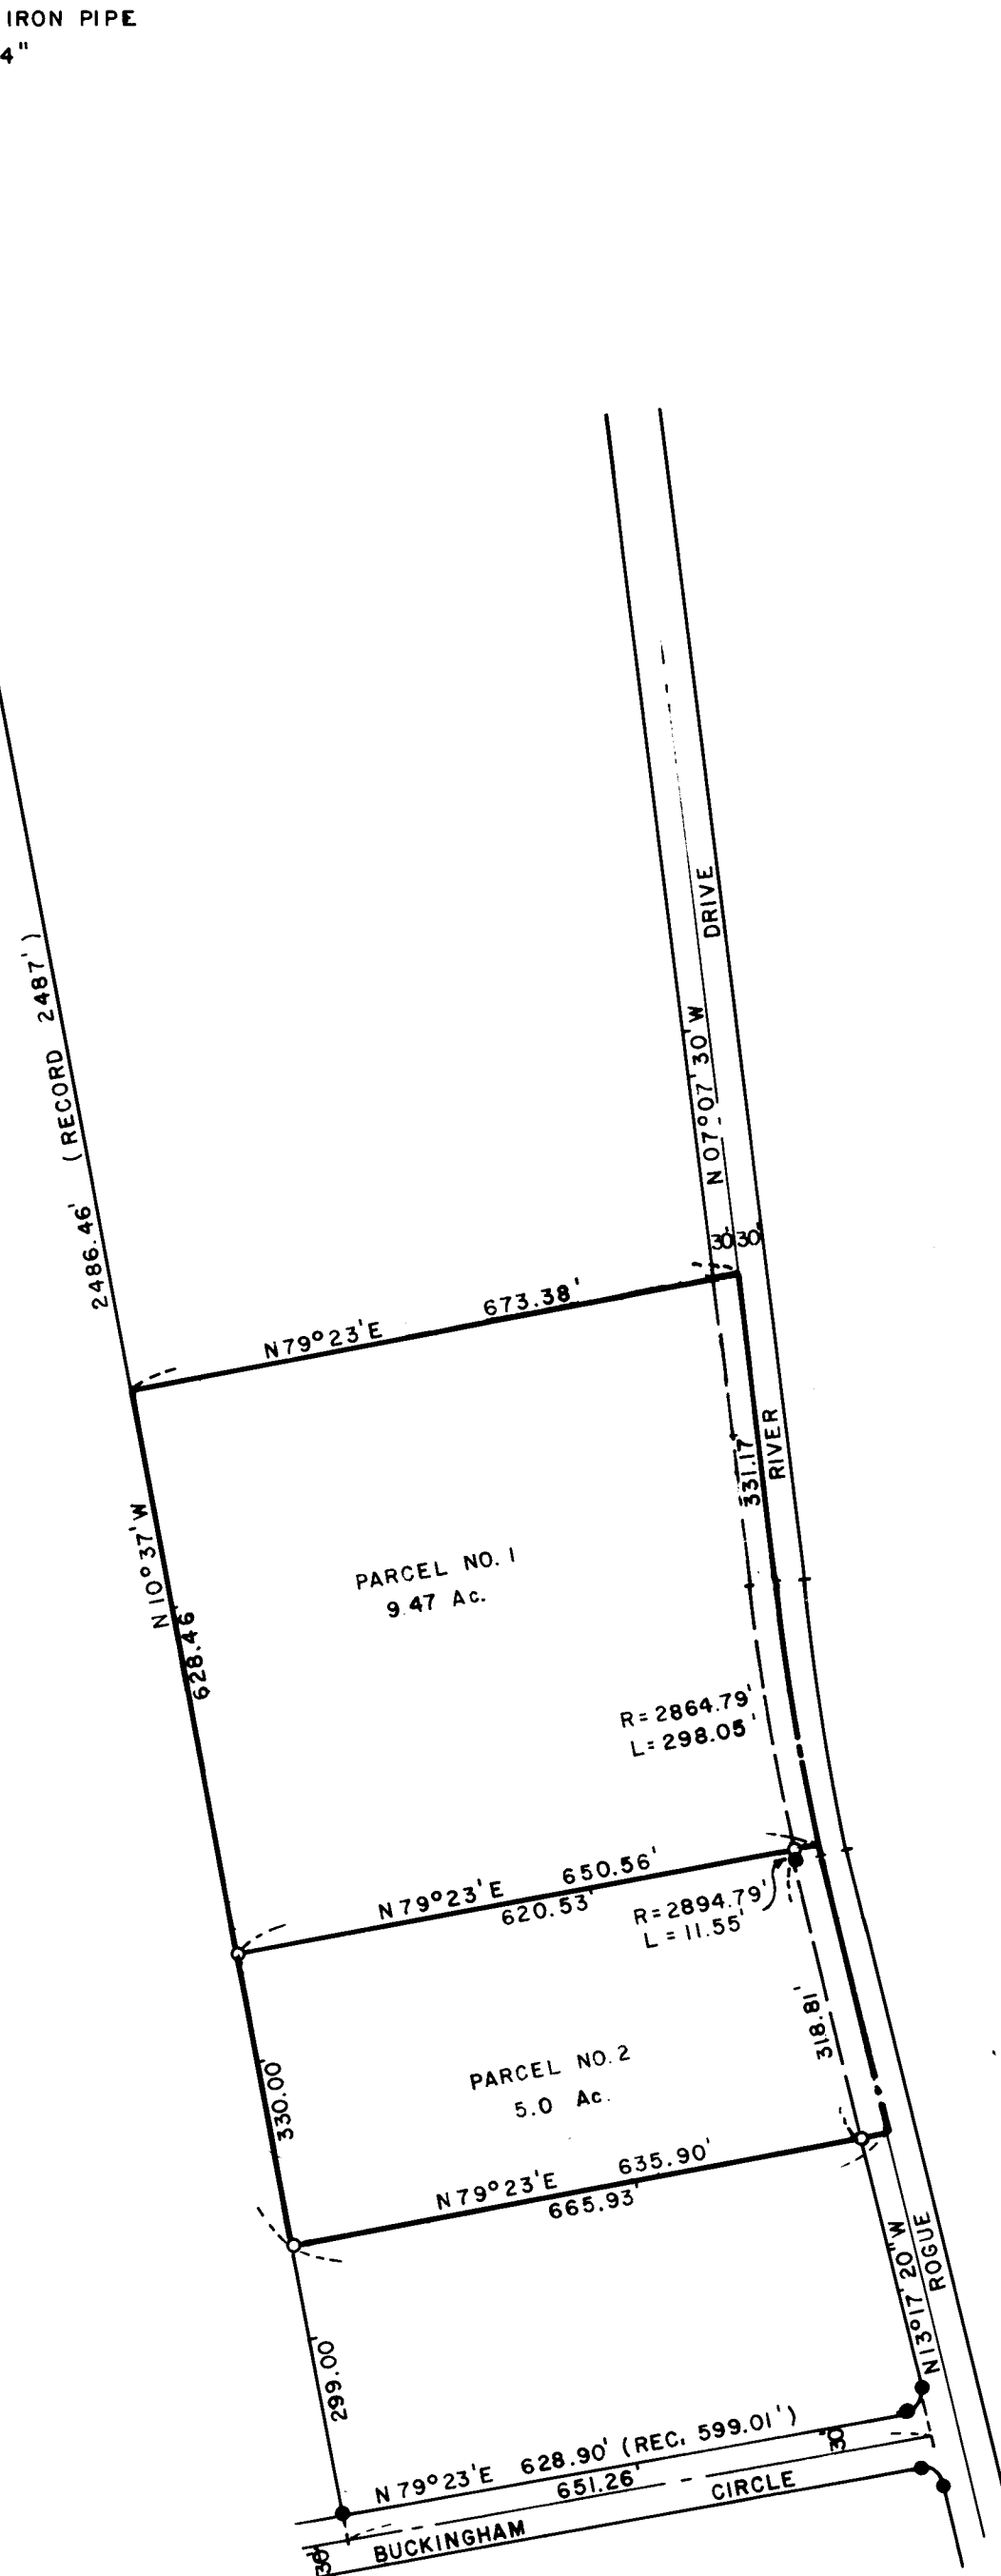 IRON PIPE
4"
2486.46' (RECORD 2487')
DRIVE
N 07°07'30"W
30' 30'
N79°23'E 673.38'
331.17
RIVER
N10°37'W
628.46'
PARCEL NO. 1
9.47 Ac.
R=2864.79'
L=298.05'
N79°23'E 650.56'
620.53'
R=2894.79'
L=11.55'
318.81'
330.00'
PARCEL NO. 2
5.0 Ac.
N79°23'E 635.90'
665.93'
N13°17'20"W
ROGUE
299.00'
N79°23'E 628.90' (REC. 599.01')
30'
651.26'
BUCKINGHAM CIRCLE
30'